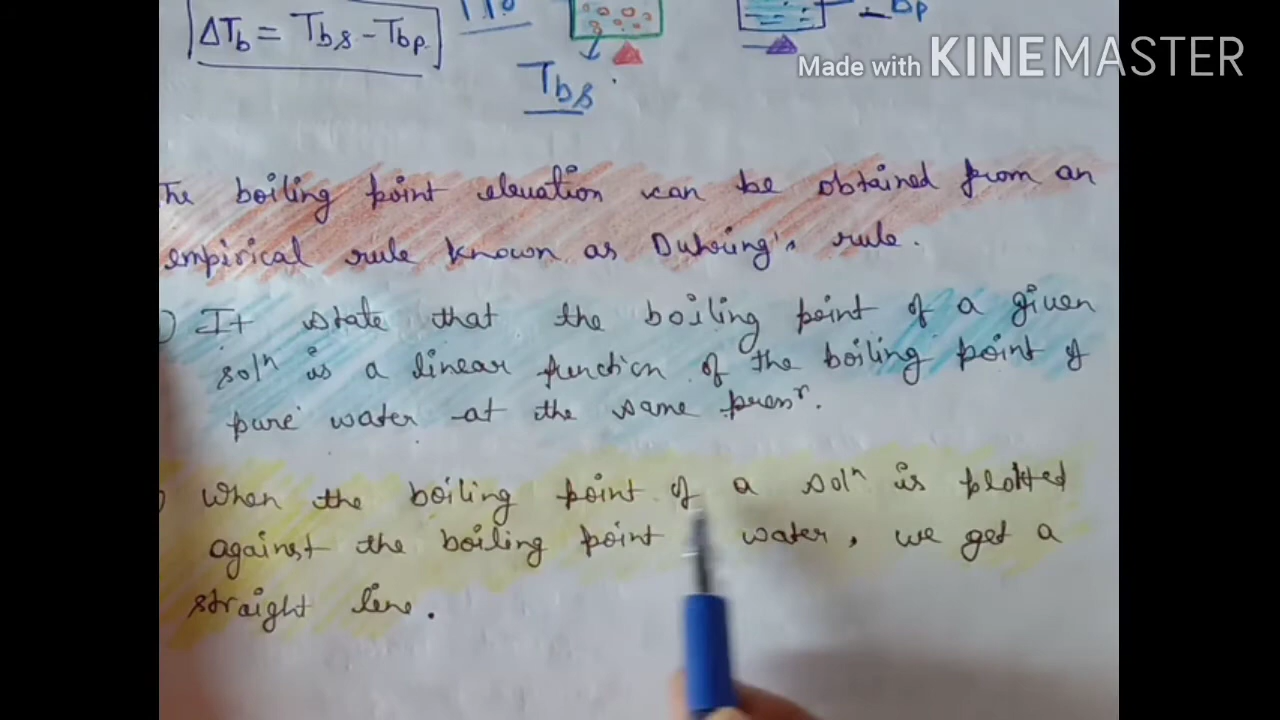 ΔTb = Tbs - Tbp
Tbs
Made with KINEMASTER
The boiling point elevation can be obtained from an
empirical rule known as Duhring's rule.
) It state that the boiling point of a given
solⁿ is a linear function of the boiling point of
pure water at the same pressʳ.
) When the boiling point of a solⁿ is plotted
against the boiling point water, we get a
straight line.